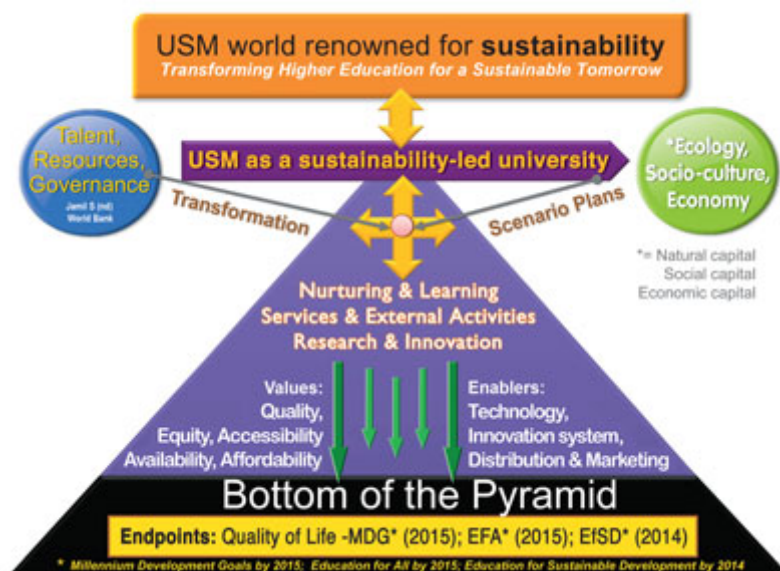 USM world renowned for sustainability
Transforming Higher Education for a Sustainable Tomorrow
Talent,
Resources,
Governance
Jamil S (nd)
World Bank
USM as a sustainability-led university
*Ecology,
Socio-culture,
Economy
Transformation
Scenario Plans
*= Natural capital
Social capital
Economic capital
Nurturing & Learning
Services & External Activities
Research & Innovation
Values:
Quality,
Equity, Accessibility
Availability, Affordability
Enablers:
Technology,
Innovation system,
Distribution & Marketing
Bottom of the Pyramid
Endpoints: Quality of Life -MDG* (2015); EFA* (2015); EfSD* (2014)
* Millennium Development Goals by 2015; Education for All by 2015; Education for Sustainable Development by 2014